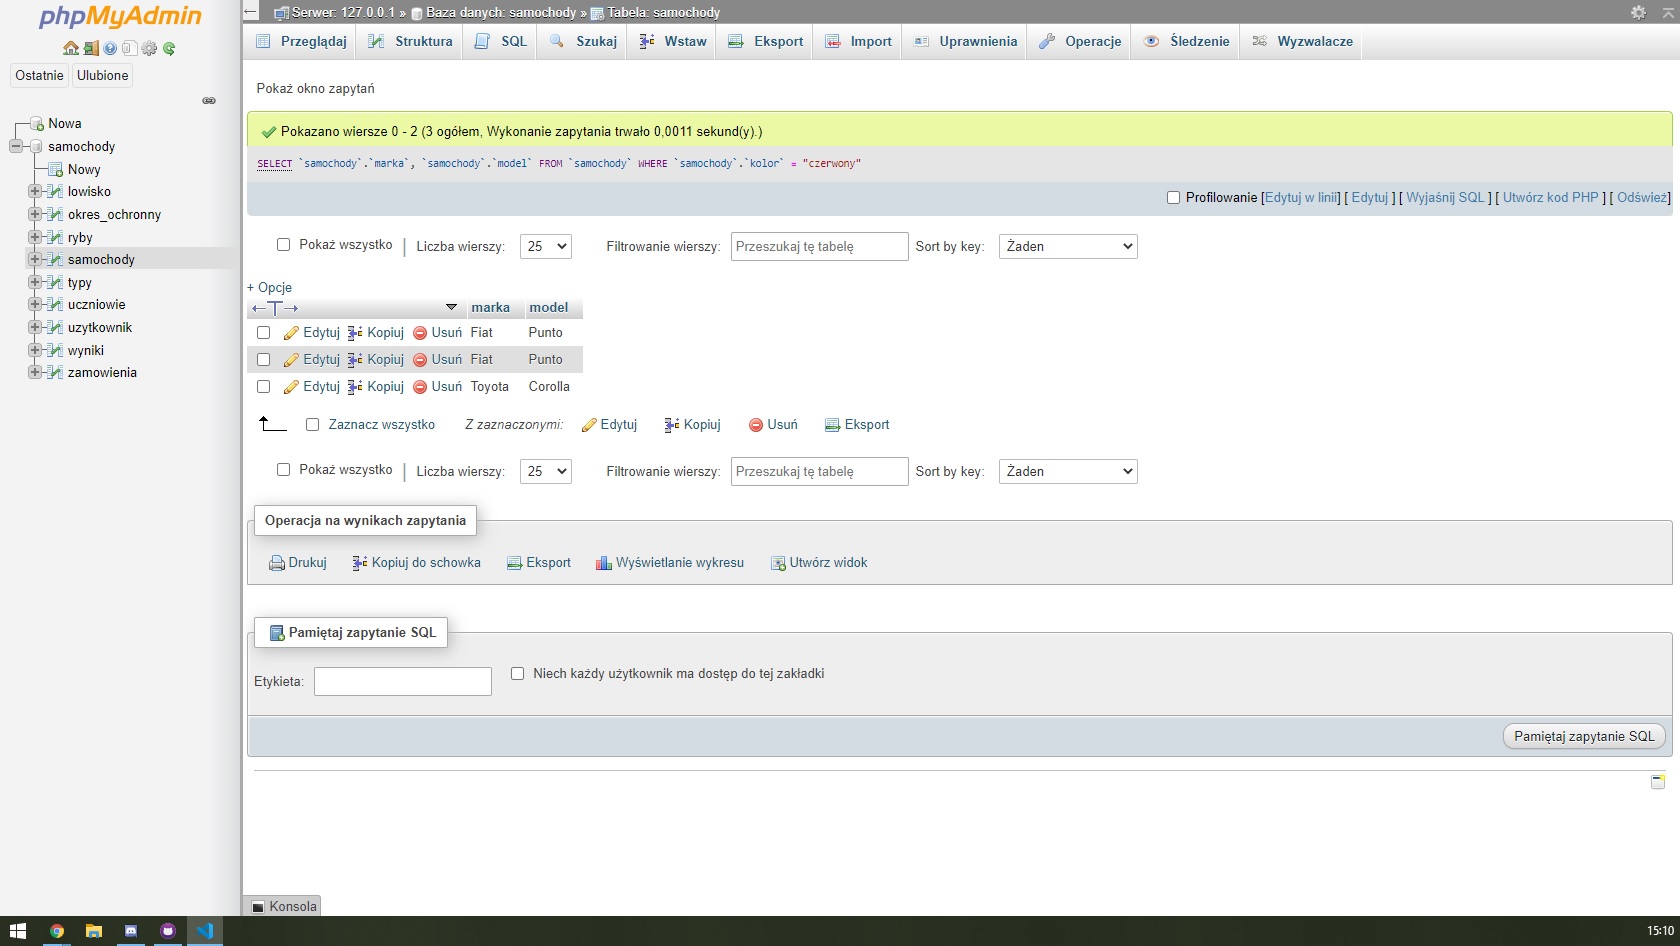 phpMyAdmin
Ostatnie Ulubione
Nowa
samochody
Nowy
lowisko
okres_ochronny
ryby
samochody
typy
uczniowie
uzytkownik
wyniki
zamowienia
Serwer: 127.0.0.1 » Baza danych: samochody » Tabela: samochody
Przeglądaj Struktura SQL Szukaj Wstaw Eksport Import Uprawnienia Operacje Śledzenie Wyzwalacze
Pokaż okno zapytań
Pokazano wiersze 0 - 2 (3 ogółem, Wykonanie zapytania trwało 0,0011 sekund(y).)
SELECT `samochody`.`marka`, `samochody`.`model` FROM `samochody` WHERE `samochody`.`kolor` = "czerwony"
Profilowanie [Edytuj w linii] [ Edytuj ] [ Wyjaśnij SQL ] [ Utwórz kod PHP ] [ Odśwież]
Pokaż wszystko | Liczba wierszy: 25 Filtrowanie wierszy: Przeszukaj tę tabelę Sort by key: Żaden
+ Opcje
←T→ marka model
Edytuj Kopiuj Usuń Fiat Punto
Edytuj Kopiuj Usuń Fiat Punto
Edytuj Kopiuj Usuń Toyota Corolla
Zaznacz wszystko Z zaznaczonymi: Edytuj Kopiuj Usuń Eksport
Pokaż wszystko | Liczba wierszy: 25 Filtrowanie wierszy: Przeszukaj tę tabelę Sort by key: Żaden
Operacja na wynikach zapytania
Drukuj Kopiuj do schowka Eksport Wyświetlanie wykresu Utwórz widok
Pamiętaj zapytanie SQL
Etykieta: Niech każdy użytkownik ma dostęp do tej zakładki
Pamiętaj zapytanie SQL
Konsola
15:10